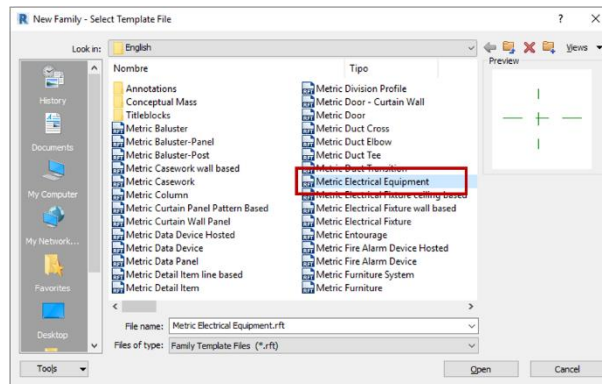 New Family - Select Template File
Look in: English
Views
Nombre Tipo
Preview
History
Documents
My Computer
My Network...
Favorites
Desktop
Annotations
Conceptual Mass
Titleblocks
Metric Baluster
Metric Baluster-Panel
Metric Baluster-Post
Metric Casework wall based
Metric Casework
Metric Column
Metric Curtain Panel Pattern Based
Metric Curtain Wall Panel
Metric Data Device Hosted
Metric Data Device
Metric Data Panel
Metric Detail Item line based
Metric Detail Item
Metric Division Profile
Metric Door - Curtain Wall
Metric Door
Metric Duct Cross
Metric Duct Elbow
Metric Duct Tee
Metric Duct Transition
Metric Electrical Equipment
Metric Electrical Fixture ceiling based
Metric Electrical Fixture wall based
Metric Electrical Fixture
Metric Entourage
Metric Fire Alarm Device Hosted
Metric Fire Alarm Device
Metric Furniture System
Metric Furniture
File name: Metric Electrical Equipment.rft
Files of type: Family Template Files (*.rft)
Tools
Open
Cancel